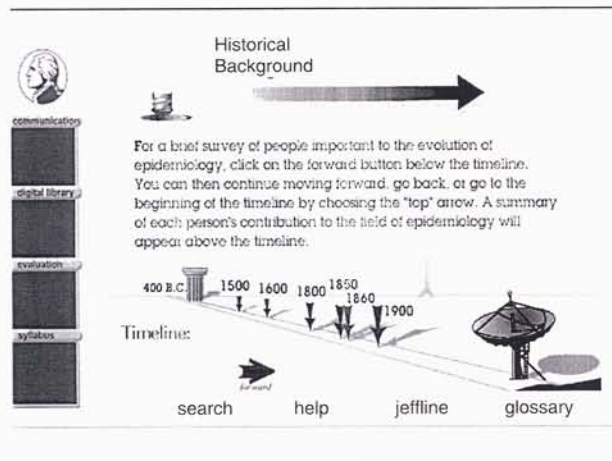 Historical
Background
communication
digital library
evaluation
syllabus
For a brief survey of people important to the evolution of
epidemiology, click on the forward button below the timeline.
You can then continue moving forward, go back, or go to the
beginning of the timeline by choosing the "top" arrow. A summary
of each person's contribution to the field of epidemiology will
appear above the timeline.
400 B.C. 1500 1600 1800 1850 1860 1900
Timeline:
forward
search help jeffline glossary